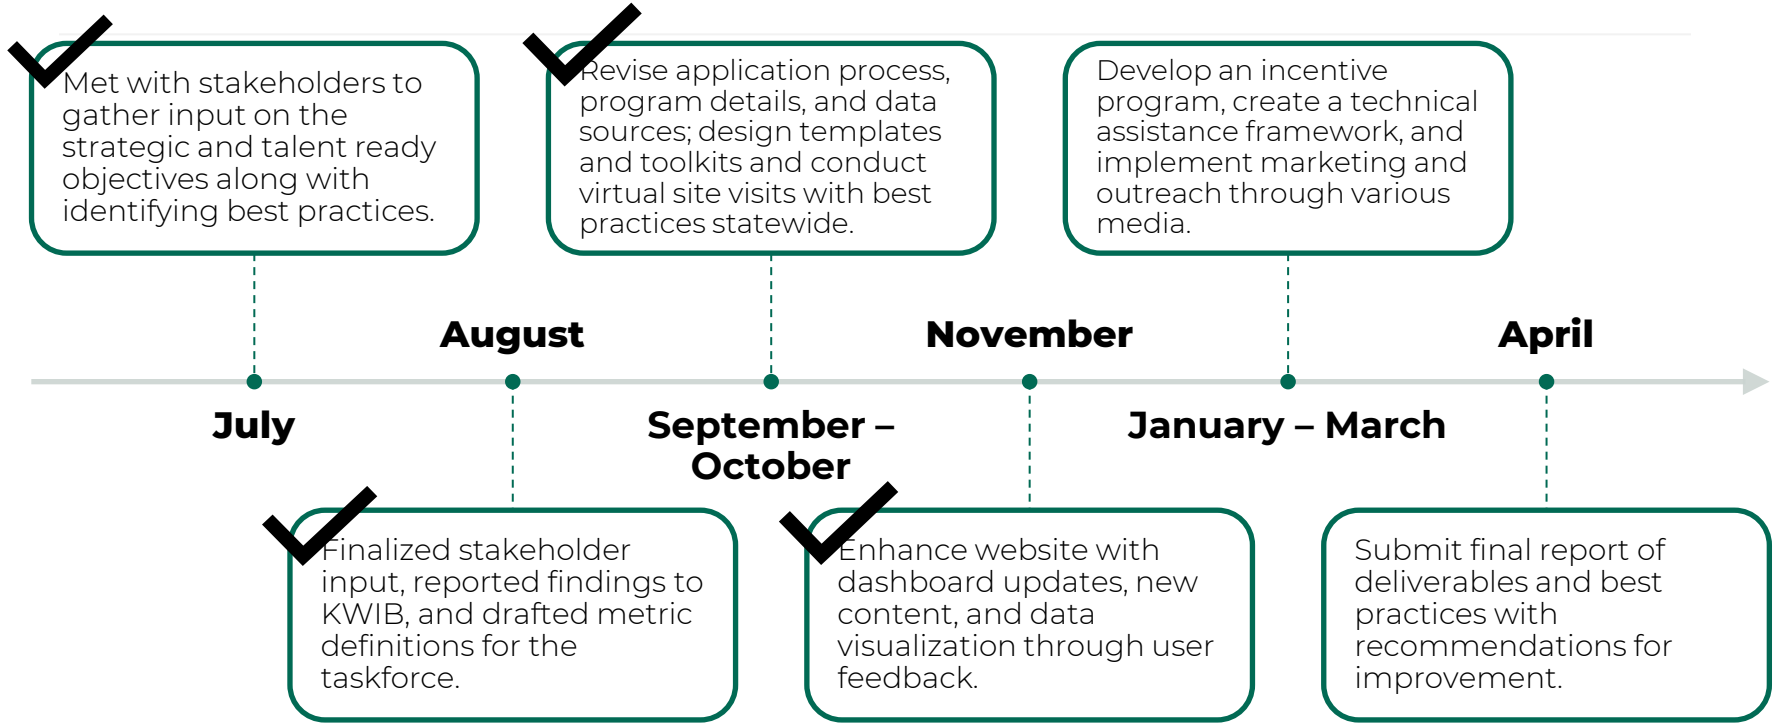 Met with stakeholders to
gather input on the
strategic and talent ready
objectives along with
identifying best practices.
Revise application process,
program details, and data
sources; design templates
and toolkits and conduct
virtual site visits with best
practices statewide.
Develop an incentive
program, create a technical
assistance framework, and
implement marketing and
outreach through various
media.
August
November
April
July
September –
October
January – March
Finalized stakeholder
input, reported findings to
KWIB, and drafted metric
definitions for the
taskforce.
Enhance website with
dashboard updates, new
content, and data
visualization through user
feedback.
Submit final report of
deliverables and best
practices with
recommendations for
improvement.